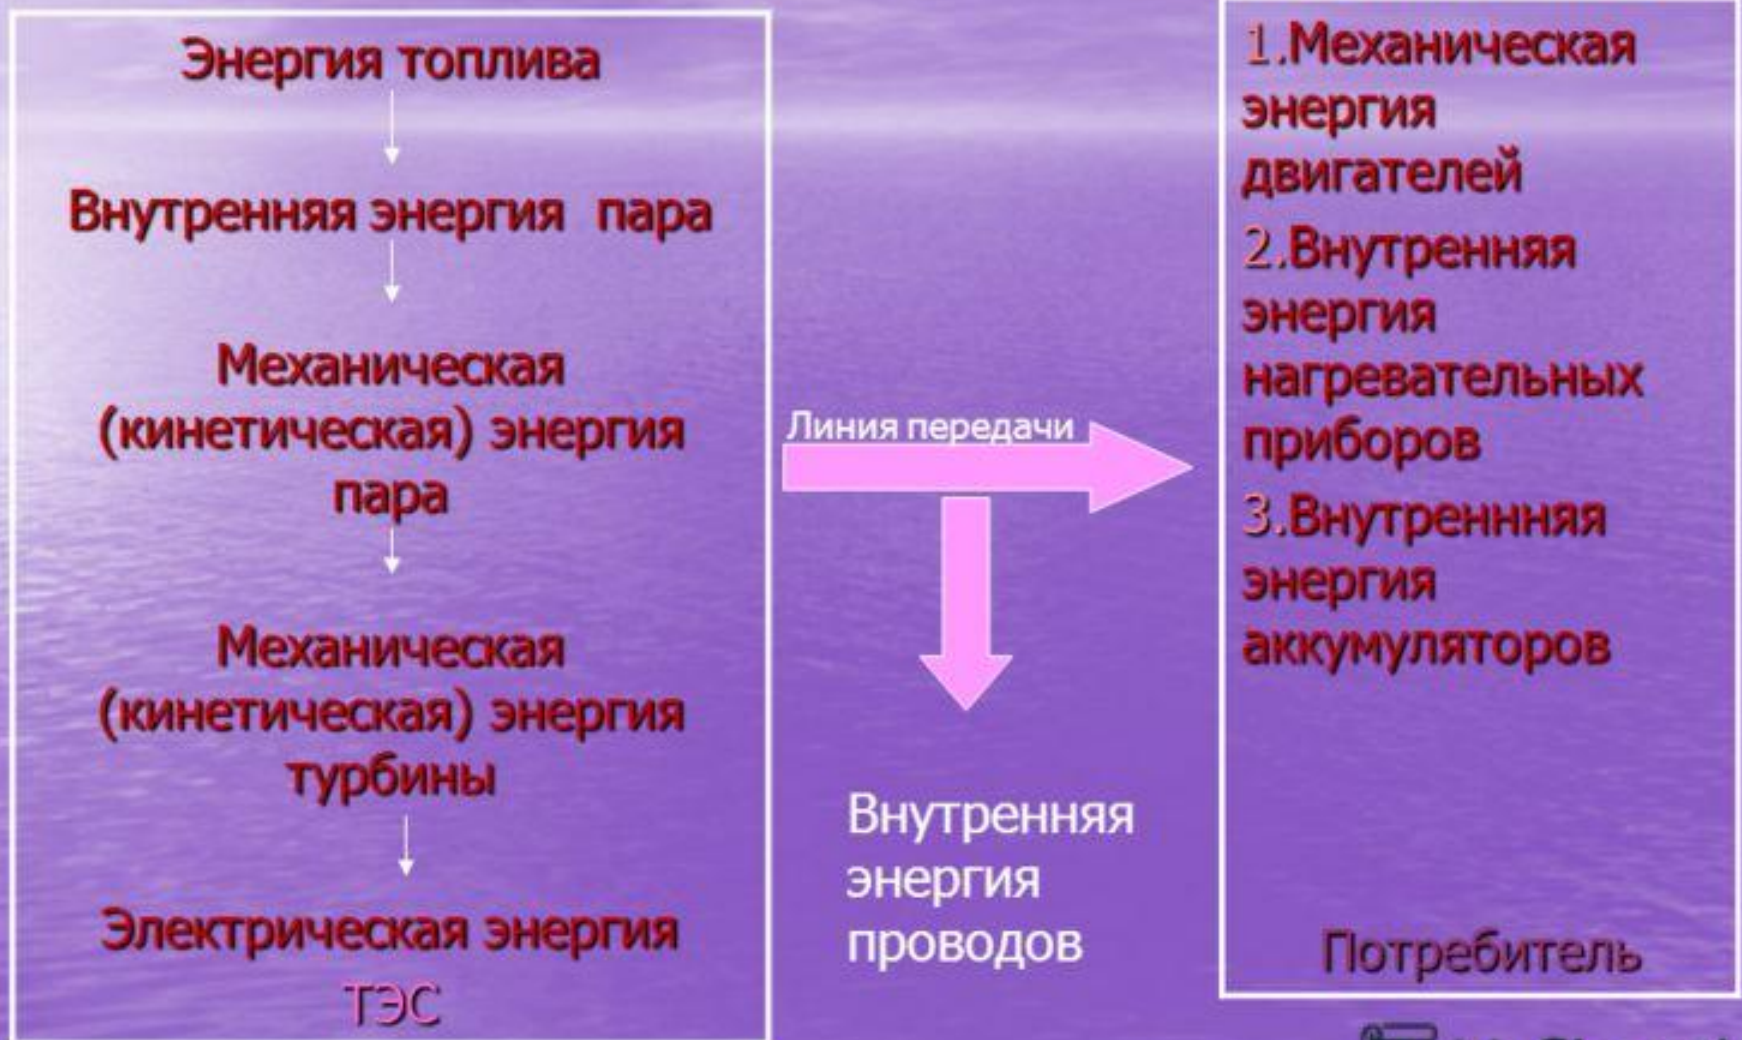 Энергия топлива
Внутренняя энергия пара
Механическая
(кинетическая) энергия
пара
Механическая
(кинетическая) энергия
турбины
Электрическая энергия
ТЭС
Линия передачи
Внутренняя
энергия
проводов
1.Механическая
энергия
двигателей
2.Внутренняя
энергия
нагревательных
приборов
3.Внутреннняя
энергия
аккумуляторов
Потребитель